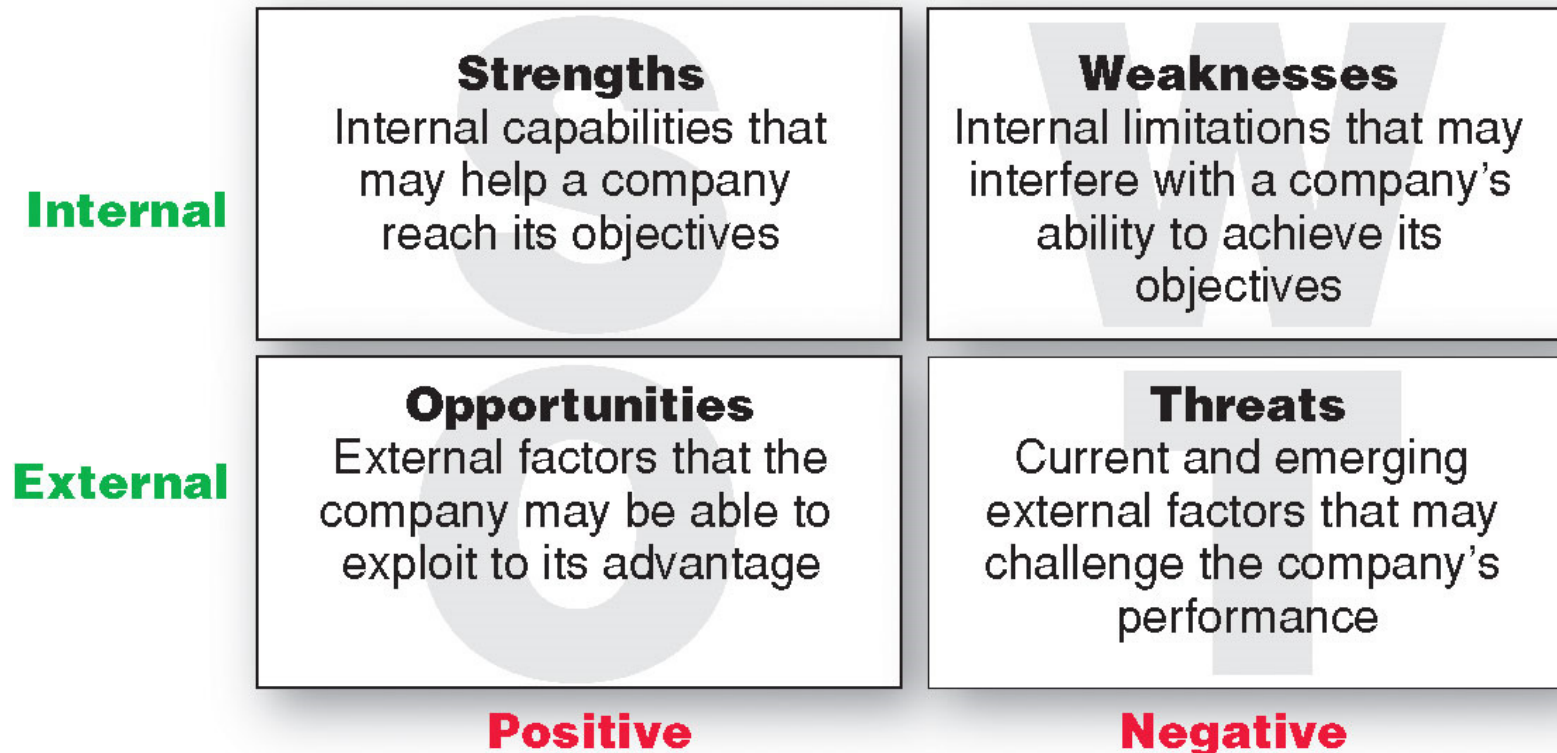 Strengths
Internal capabilities that
may help a company
reach its objectives
Weaknesses
Internal limitations that may
interfere with a company’s
ability to achieve its
objectives
Internal
Opportunities
External factors that the
company may be able to
exploit to its advantage
Threats
Current and emerging
external factors that may
challenge the company’s
performance
External
Positive
Negative
S
W
O
T